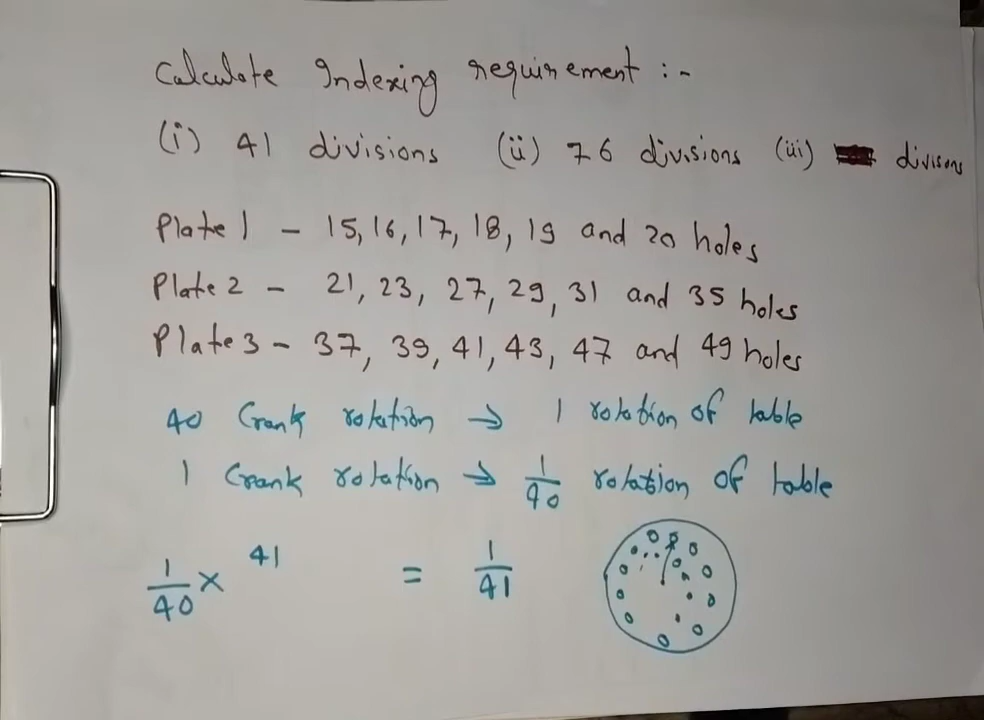 Calculate Indexing requirement :-
(i) 41 divisions (ii) 76 divisions (iii) divisons
Plate 1 - 15, 16, 17, 18, 19 and 20 holes
Plate 2 - 21, 23, 27, 29, 31 and 35 holes
Plate 3 - 37, 39, 41, 43, 47 and 49 holes
40 Crank rotation → 1 rotation of table
1 Crank rotation → 1/40 rotation of table
1/40 × 41 = 1/41